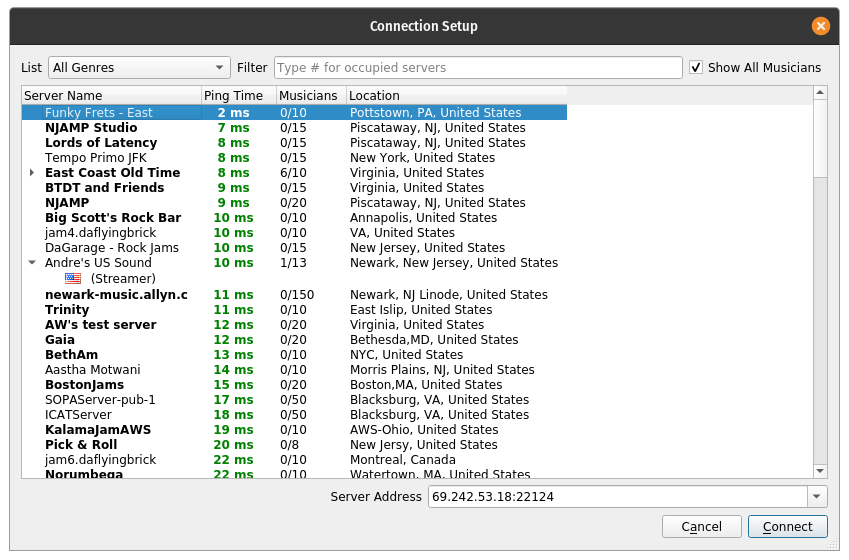 Connection Setup
List All Genres Filter Type # for occupied servers Show All Musicians
Server Name Ping Time Musicians Location
Funky Frets - East 2 ms 0/10 Pottstown, PA, United States
NJAMP Studio 7 ms 0/15 Piscataway, NJ, United States
Lords of Latency 8 ms 0/15 Piscataway, NJ, United States
Tempo Primo JFK 8 ms 0/15 New York, United States
East Coast Old Time 8 ms 6/10 Virginia, United States
BTDT and Friends 9 ms 0/15 Virginia, United States
NJAMP 9 ms 0/20 Piscataway, NJ, United States
Big Scott's Rock Bar 10 ms 0/10 Annapolis, United States
jam4.daflyingbrick 10 ms 0/10 VA, United States
DaGarage - Rock Jams 10 ms 0/15 New Jersey, United States
Andre's US Sound 10 ms 1/13 Newark, New Jersey, United States
(Streamer)
newark-music.allyn.c 11 ms 0/150 Newark, NJ Linode, United States
Trinity 11 ms 0/10 East Islip, United States
AW's test server 12 ms 0/20 Virginia, United States
Gaia 12 ms 0/20 Bethesda,MD, United States
BethAm 13 ms 0/10 NYC, United States
Aastha Motwani 14 ms 0/10 Morris Plains, NJ, United States
BostonJams 15 ms 0/20 Boston,MA, United States
SOPAServer-pub-1 17 ms 0/50 Blacksburg, VA, United States
ICATServer 18 ms 0/50 Blacksburg, VA, United States
KalamaJamAWS 19 ms 0/10 AWS-Ohio, United States
Pick & Roll 20 ms 0/8 New Jersy, United States
jam6.daflyingbrick 22 ms 0/10 Montreal, Canada
Norumbega 22 ms 0/10 Watertown, MA, United States
Server Address 69.242.53.18:22124
Cancel Connect